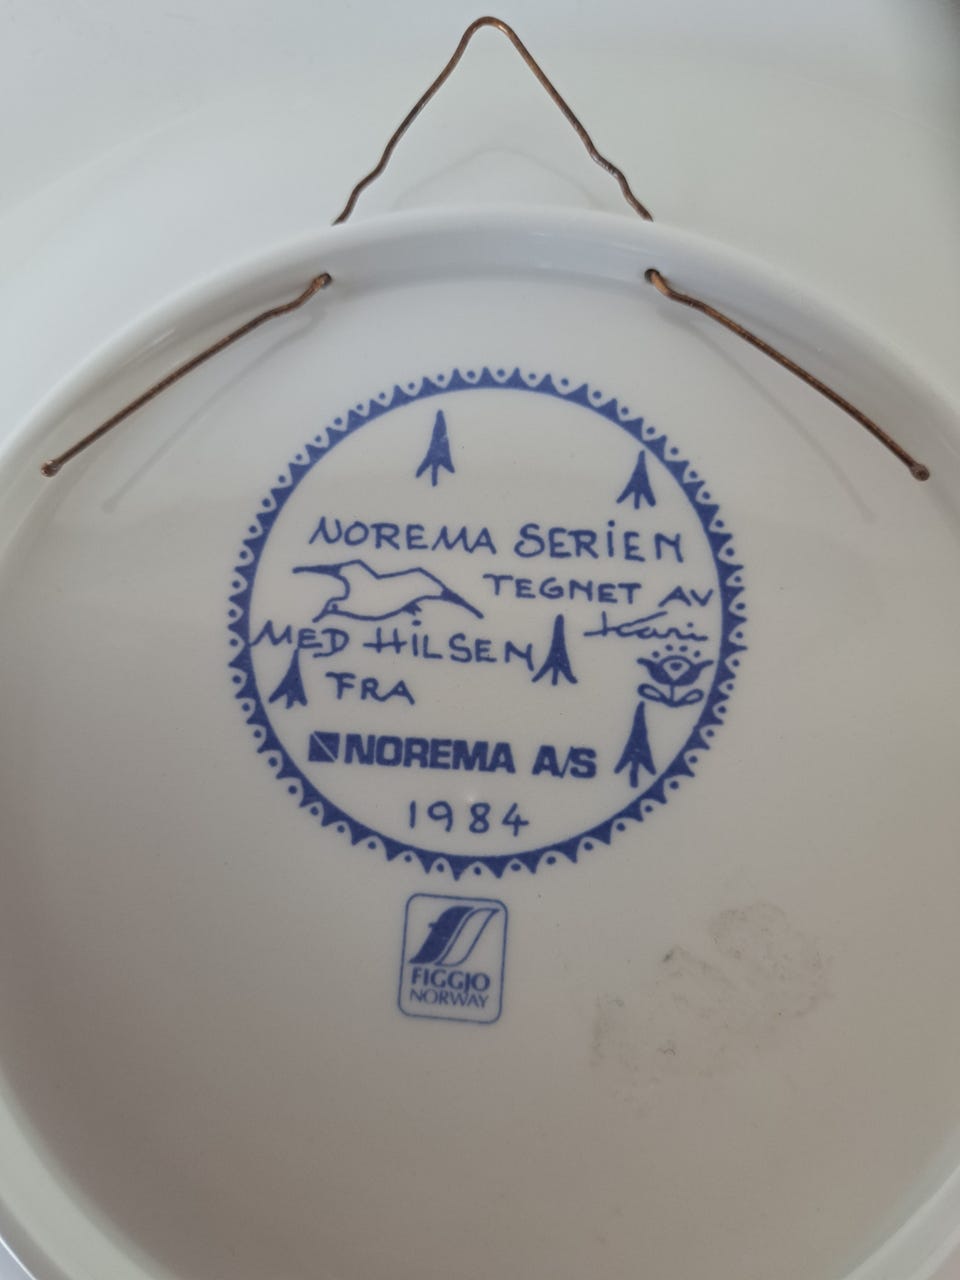 NOREMA SERIEN
TEGNET AV
Kari
MED HILSEN
FRA
NOREMA A/S
1984
FIGGJO
NORWAY